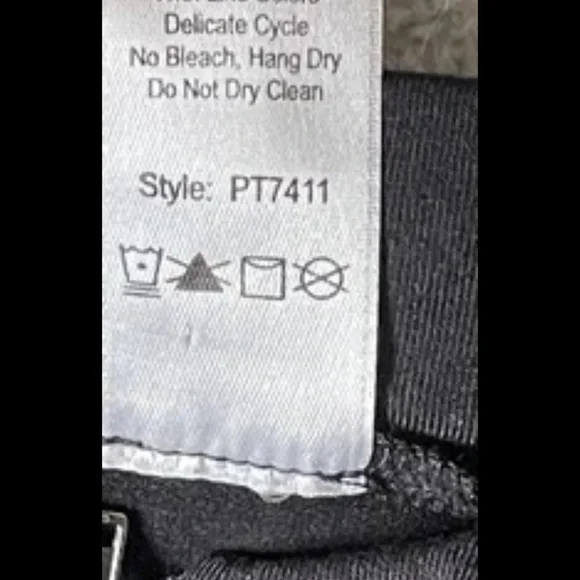 Delicate Cycle
No Bleach, Hang Dry
Do Not Dry Clean
Style: PT7411